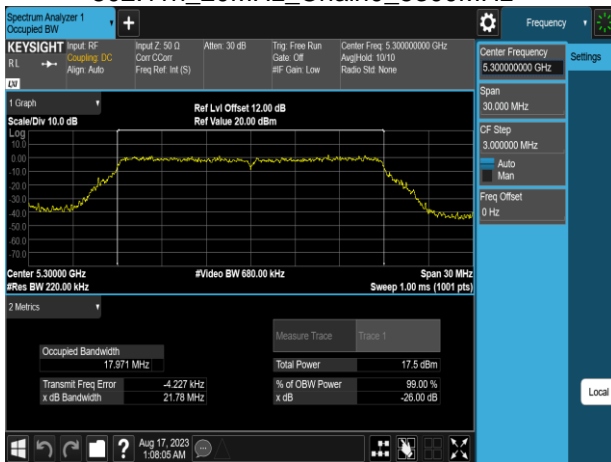 Spectrum Analyzer 1
Occupied BW
+
Frequency
KEYSIGHT
RL
LXI
Input: RF
Coupling: DC
Align: Auto
Input Z: 50 Ω
Corr CCorr
Freq Ref: Int (S)
Atten: 30 dB
Trig: Free Run
Gate: Off
#IF Gain: Low
Center Freq: 5.300000000 GHz
Avg|Hold: 10/10
Radio Std: None
Center Frequency
5.300000000 GHz
Settings
Span
30.000 MHz
CF Step
3.000000 MHz
Auto
Man
Freq Offset
0 Hz
1 Graph
Scale/Div 10.0 dB
Ref Lvl Offset 12.00 dB
Ref Value 20.00 dBm
Log
10.0
0.00
-10.0
-20.0
-30.0
-40.0
-50.0
-60.0
-70.0
Center 5.30000 GHz
#Res BW 220.00 kHz
#Video BW 680.00 kHz
Span 30 MHz
Sweep 1.00 ms (1001 pts)
2 Metrics
Measure Trace
Trace 1
Occupied Bandwidth
17.971 MHz
Total Power
17.5 dBm
Transmit Freq Error
-4.227 kHz
% of OBW Power
99.00 %
x dB Bandwidth
21.78 MHz
x dB
-26.00 dB
Local
?
Aug 17, 2023
1:08:05 AM